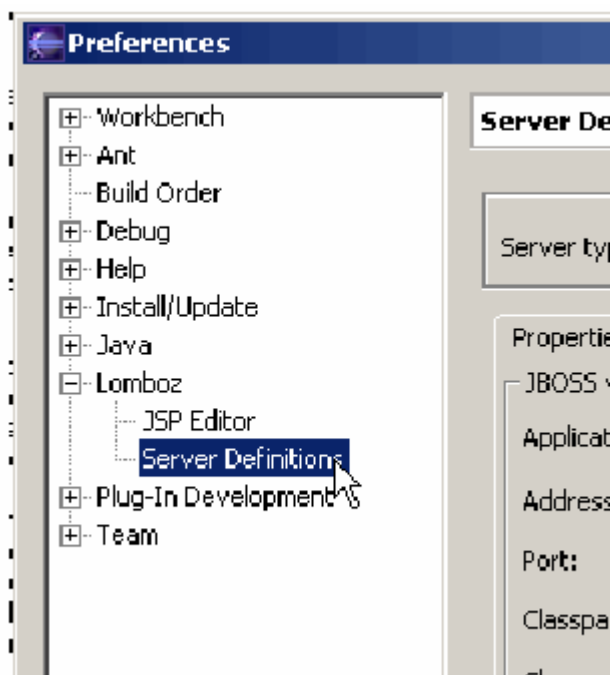 Preferences
Workbench
Ant
Build Order
Debug
Help
Install/Update
Java
Lomboz
JSP Editor
Server Definitions
Plug-In Development
Team
Server De
Server typ
Propertie
JBOSS
Applicat
Address
Port:
Classpa